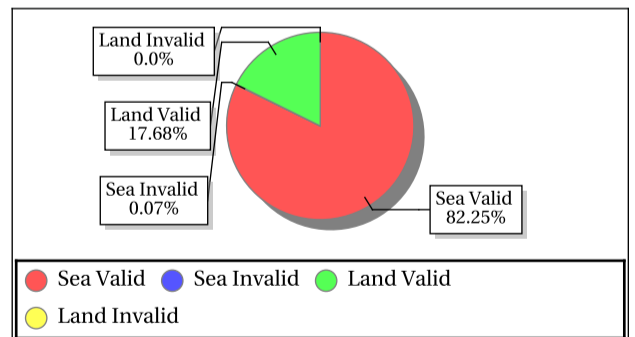 Land Invalid
0.0%
Land Valid
17.68%
Sea Invalid
0.07%
Sea Valid
82.25%
Sea Valid Sea Invalid Land Valid
Land Invalid